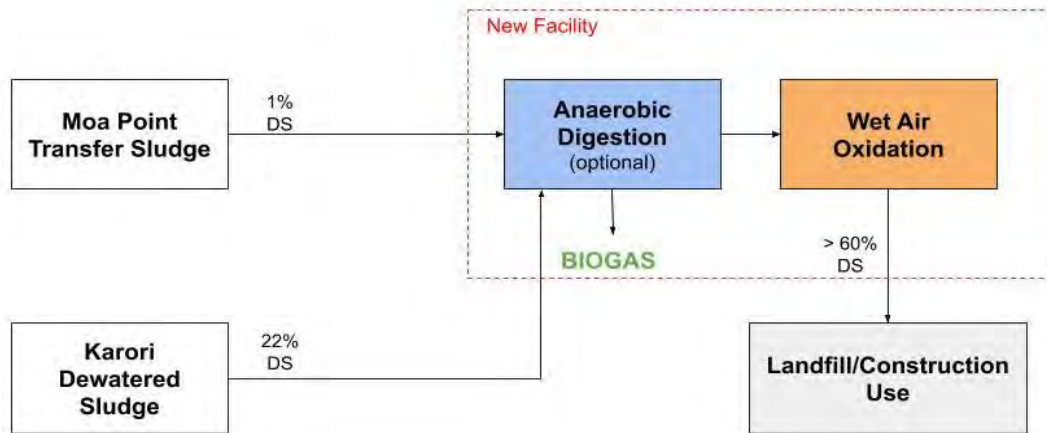 New Facility
Moa Point
Transfer Sludge
1%
DS
Anaerobic
Digestion
(optional)
Wet Air
Oxidation
BIOGAS
> 60%
DS
Karori
Dewatered
Sludge
22%
DS
Landfill/Construction
Use